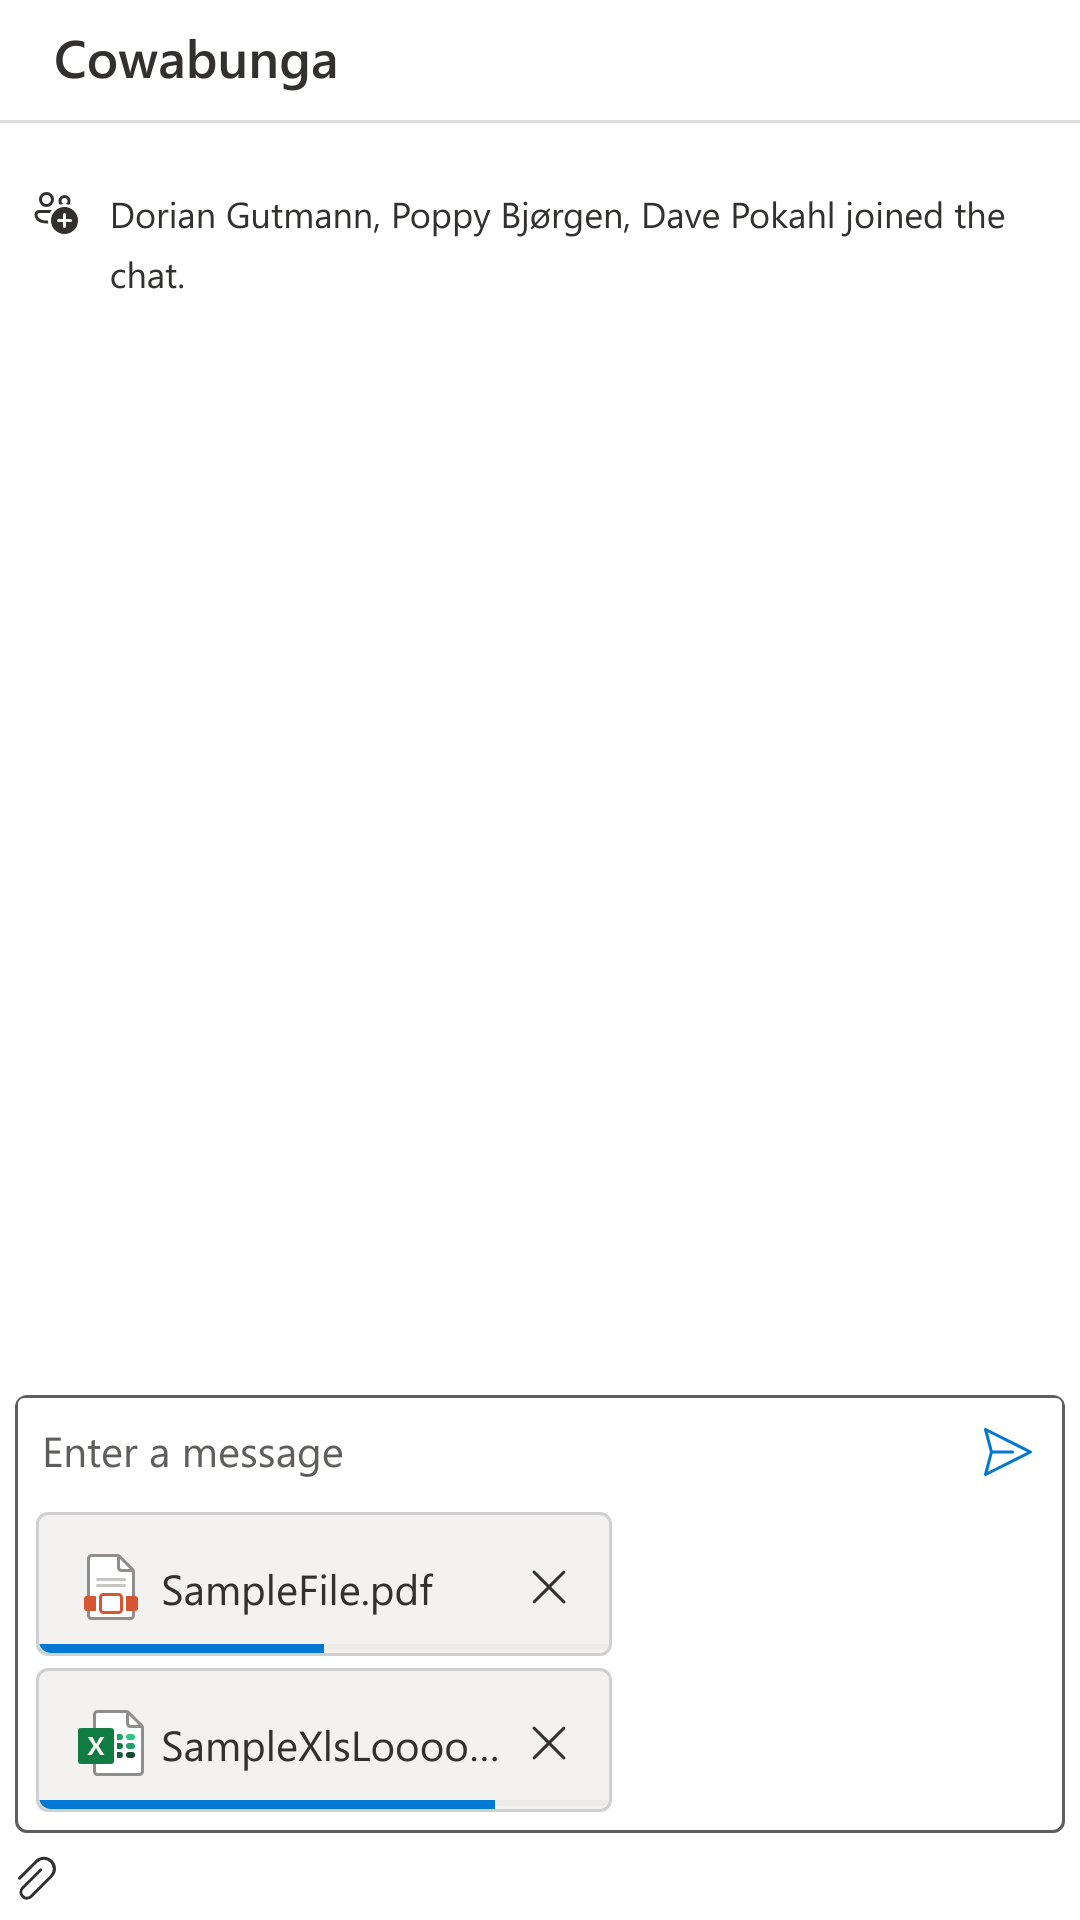 Cowabunga
Dorian Gutmann, Poppy Bjørgen, Dave Pokahl joined the
chat.
Enter a message
SampleFile.pdf
X
SampleXlsLoooo...